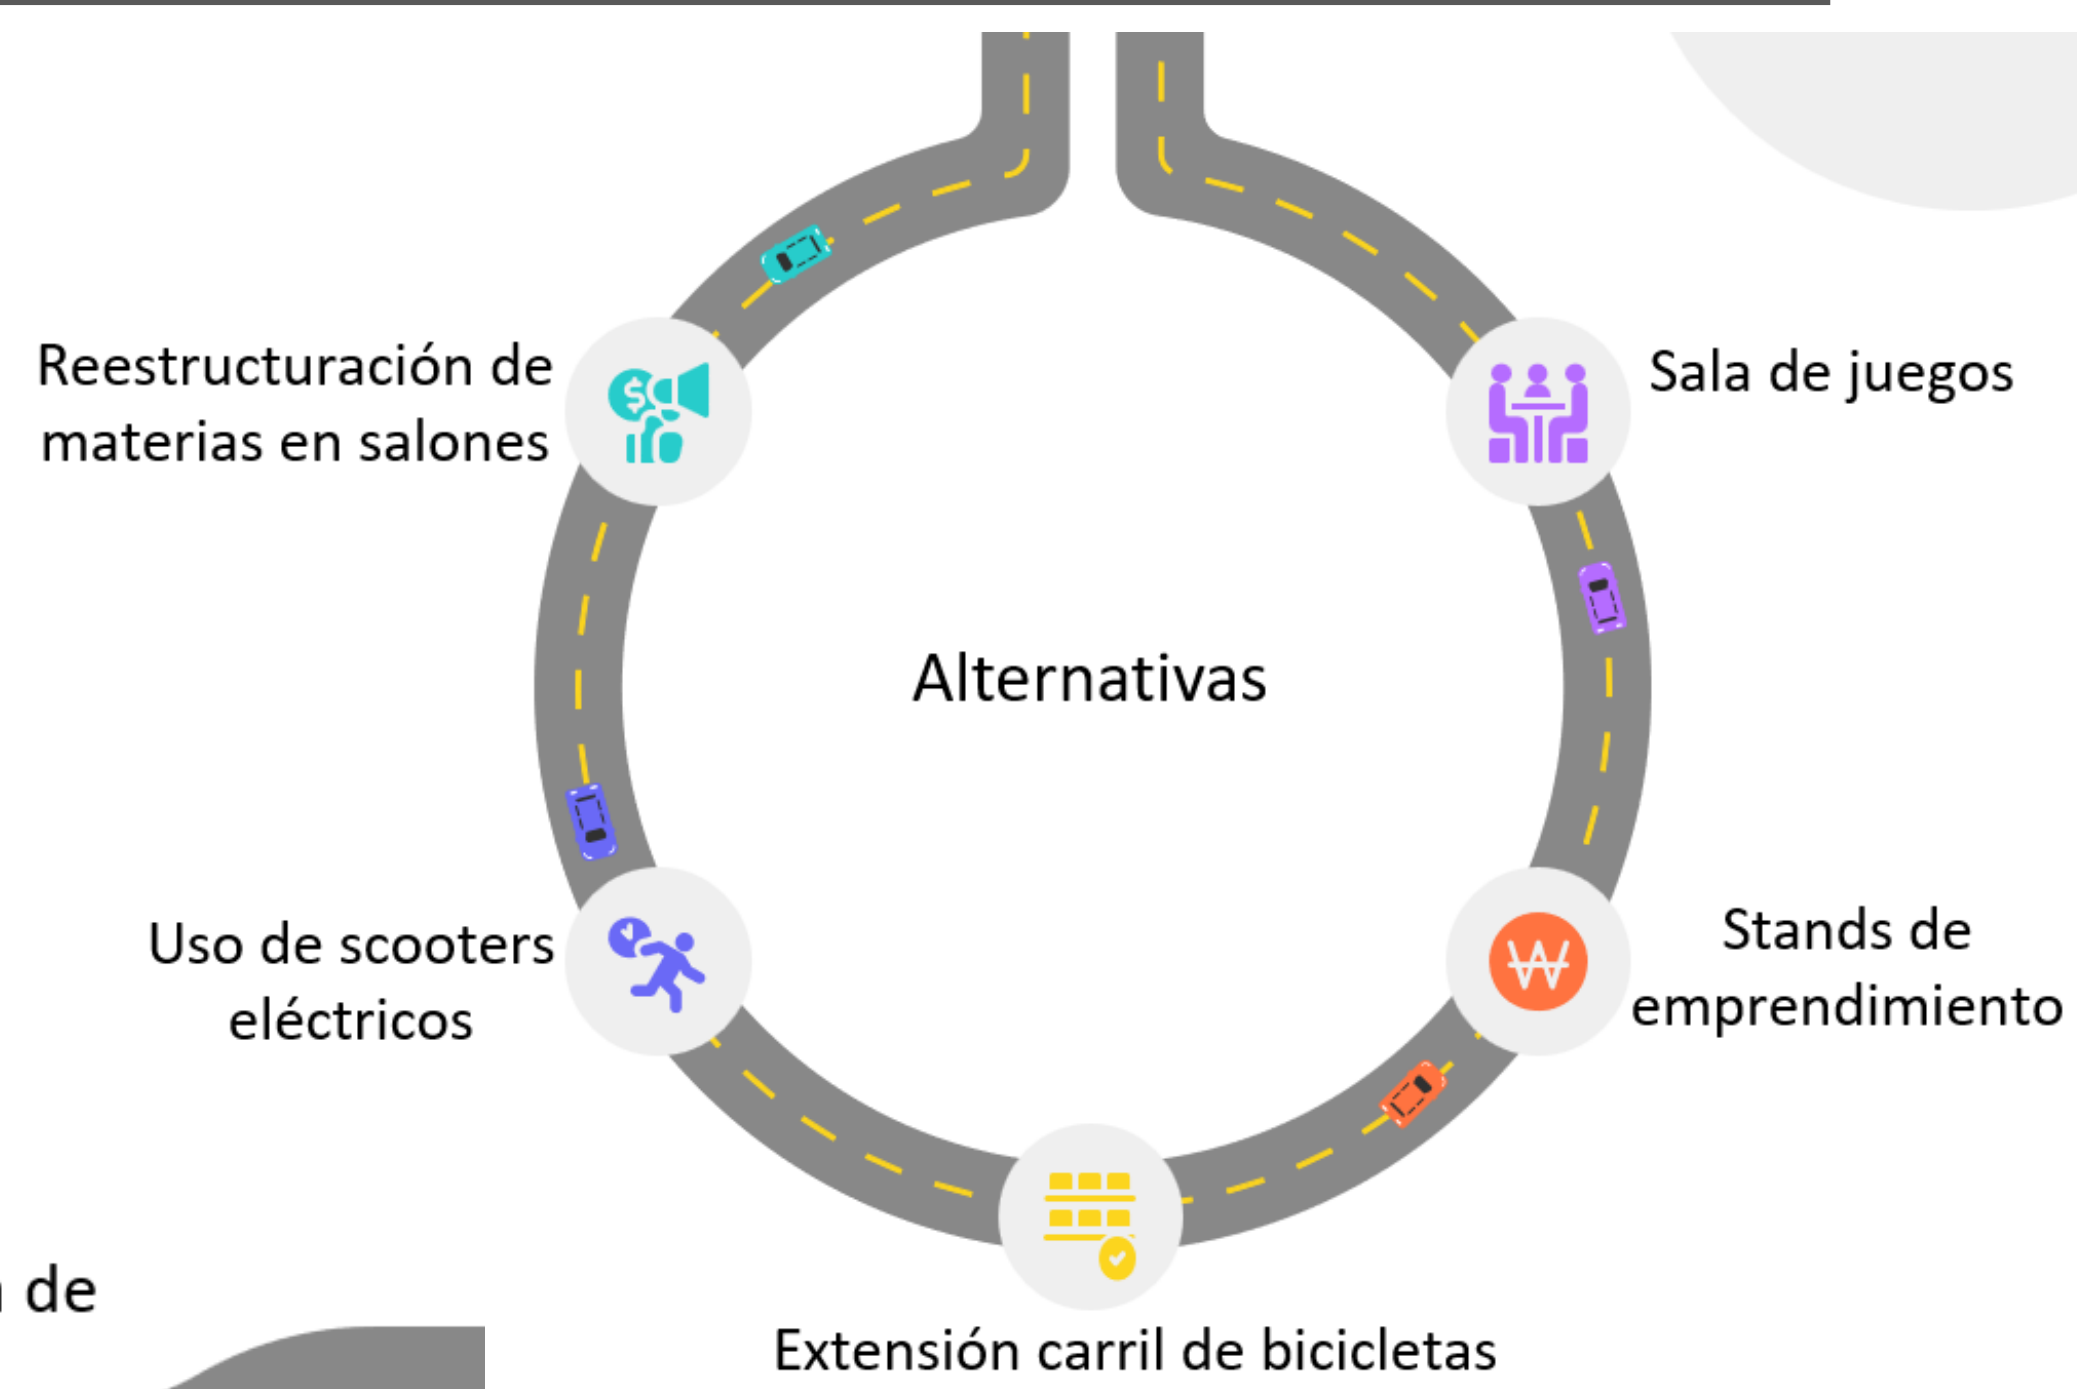 Reestructuración de
materias en salones
Sala de juegos
Alternativas
Uso de scooters
eléctricos
Stands de
emprendimiento
de
Extensión carril de bicicletas